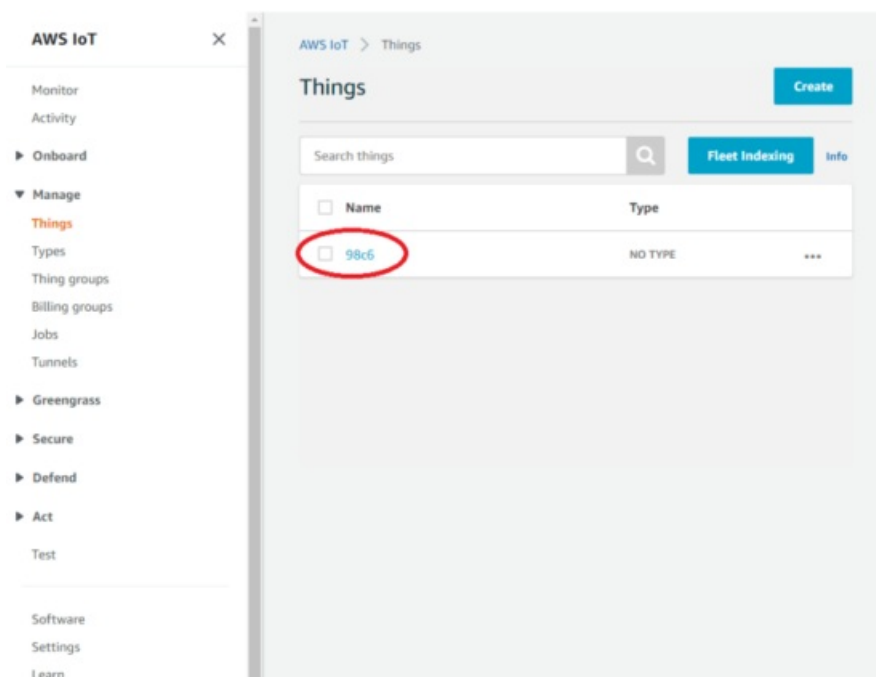 AWS IoT
Monitor
Activity
Onboard
Manage
Things
Types
Thing groups
Billing groups
Jobs
Tunnels
Greengrass
Secure
Defend
Act
Test
Software
Settings
Learn
AWS IoT > Things
Things
Create
Search things
Fleet Indexing Info
Name Type
98c6 NO TYPE